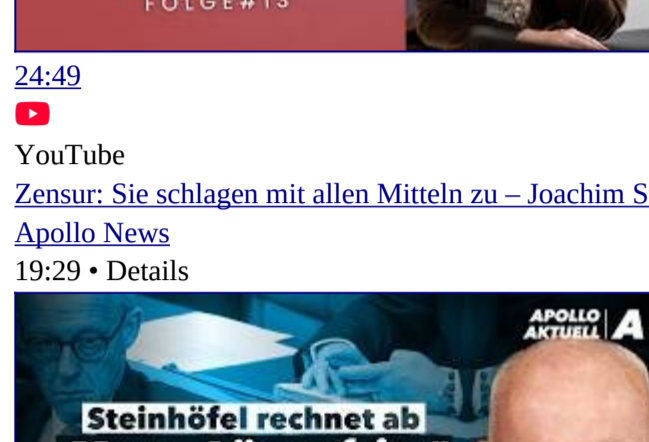 FOLGE#13
24:49
YouTube
Zensur: Sie schlagen mit allen Mitteln zu – Joachim S
Apollo News
19:29 • Details
APOLLO
AKTUELL A
Steinhöfel rechnet ab